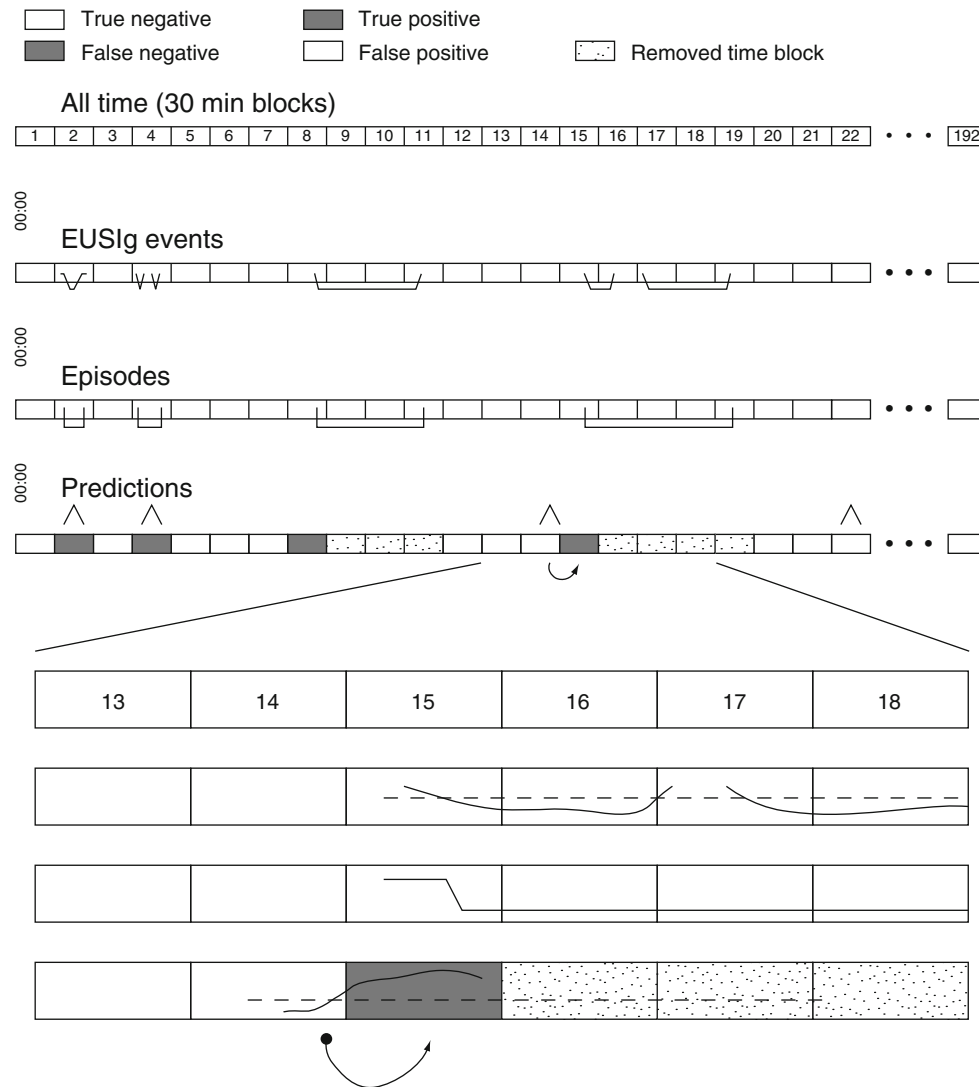 True negative
True positive
False negative
False positive
Removed time block
All time (30 min blocks)
1 2 3 4 5 6 7 8 9 10 11 12 13 14 15 16 17 18 19 20 21 22 • • • 192
00:00
EUSIg events
• • •
00:00
Episodes
• • •
00:00
Predictions
• • •
13 14 15 16 17 18